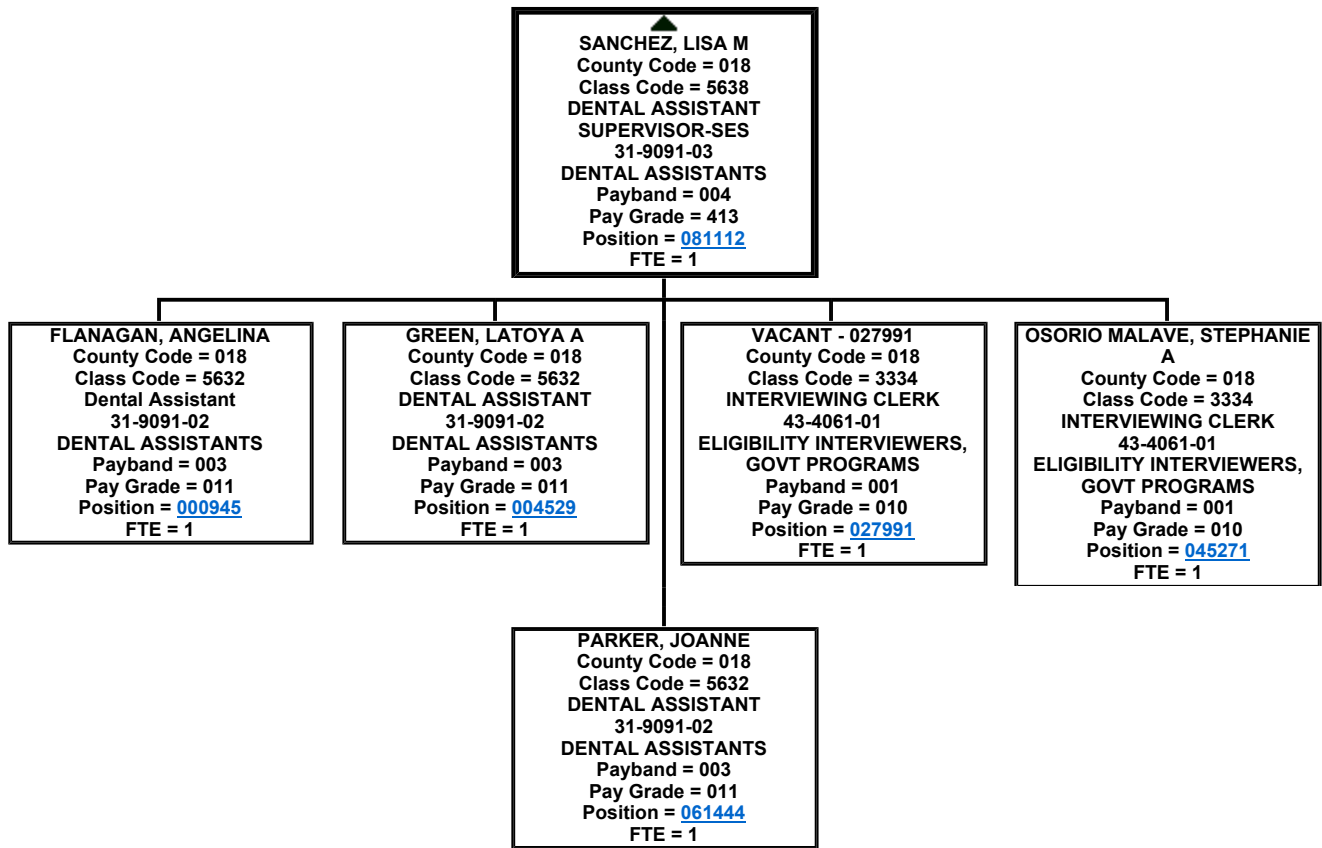 SANCHEZ, LISA M
County Code = 018
Class Code = 5638
DENTAL ASSISTANT
SUPERVISOR-SES
31-9091-03
DENTAL ASSISTANTS
Payband = 004
Pay Grade = 413
Position = 081112
FTE = 1
FLANAGAN, ANGELINA
County Code = 018
Class Code = 5632
Dental Assistant
31-9091-02
DENTAL ASSISTANTS
Payband = 003
Pay Grade = 011
Position = 000945
FTE = 1
GREEN, LATOYA A
County Code = 018
Class Code = 5632
DENTAL ASSISTANT
31-9091-02
DENTAL ASSISTANTS
Payband = 003
Pay Grade = 011
Position = 004529
FTE = 1
VACANT - 027991
County Code = 018
Class Code = 3334
INTERVIEWING CLERK
43-4061-01
ELIGIBILITY INTERVIEWERS,
GOVT PROGRAMS
Payband = 001
Pay Grade = 010
Position = 027991
FTE = 1
OSORIO MALAVE, STEPHANIE
A
County Code = 018
Class Code = 3334
INTERVIEWING CLERK
43-4061-01
ELIGIBILITY INTERVIEWERS,
GOVT PROGRAMS
Payband = 001
Pay Grade = 010
Position = 045271
FTE = 1
PARKER, JOANNE
County Code = 018
Class Code = 5632
DENTAL ASSISTANT
31-9091-02
DENTAL ASSISTANTS
Payband = 003
Pay Grade = 011
Position = 061444
FTE = 1